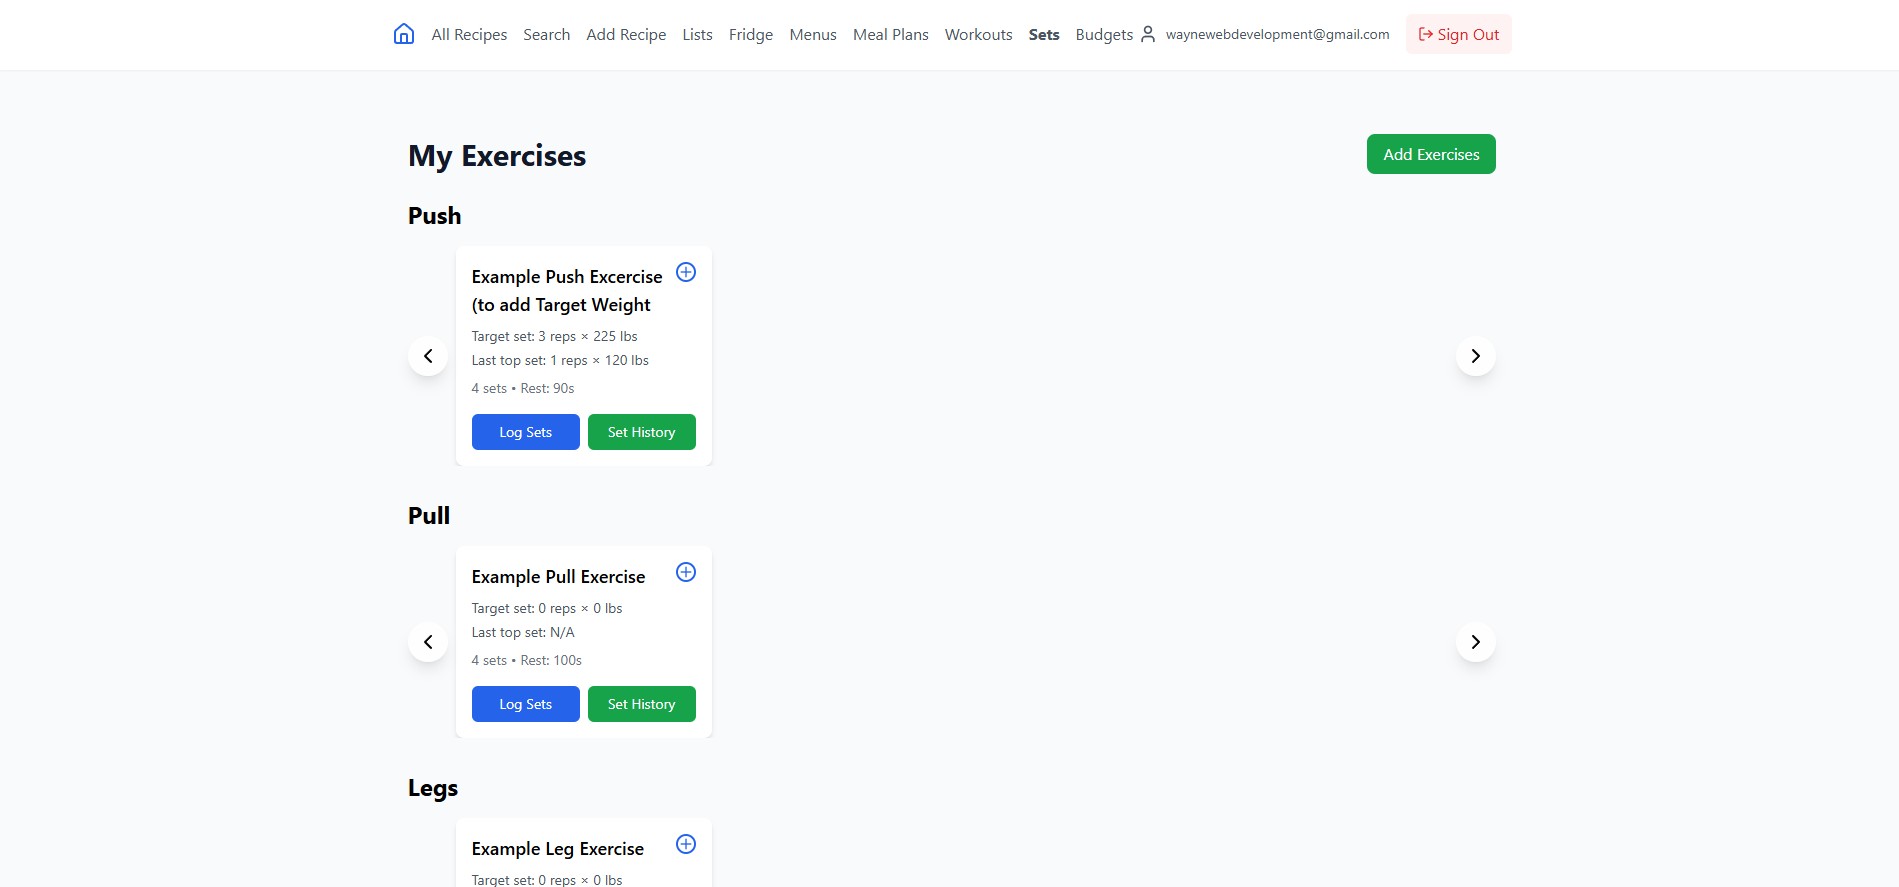 All Recipes Search Add Recipe Lists Fridge Menus Meal Plans Workouts Sets Budgets waynewebdevelopment@gmail.com Sign Out
My Exercises
Add Exercises
Push
Example Push Excercise
(to add Target Weight
Target set: 3 reps × 225 lbs
Last top set: 1 reps × 120 lbs
4 sets • Rest: 90s
Log Sets Set History
Pull
Example Pull Exercise
Target set: 0 reps × 0 lbs
Last top set: N/A
4 sets • Rest: 100s
Log Sets Set History
Legs
Example Leg Exercise
Target set: 0 reps × 0 lbs